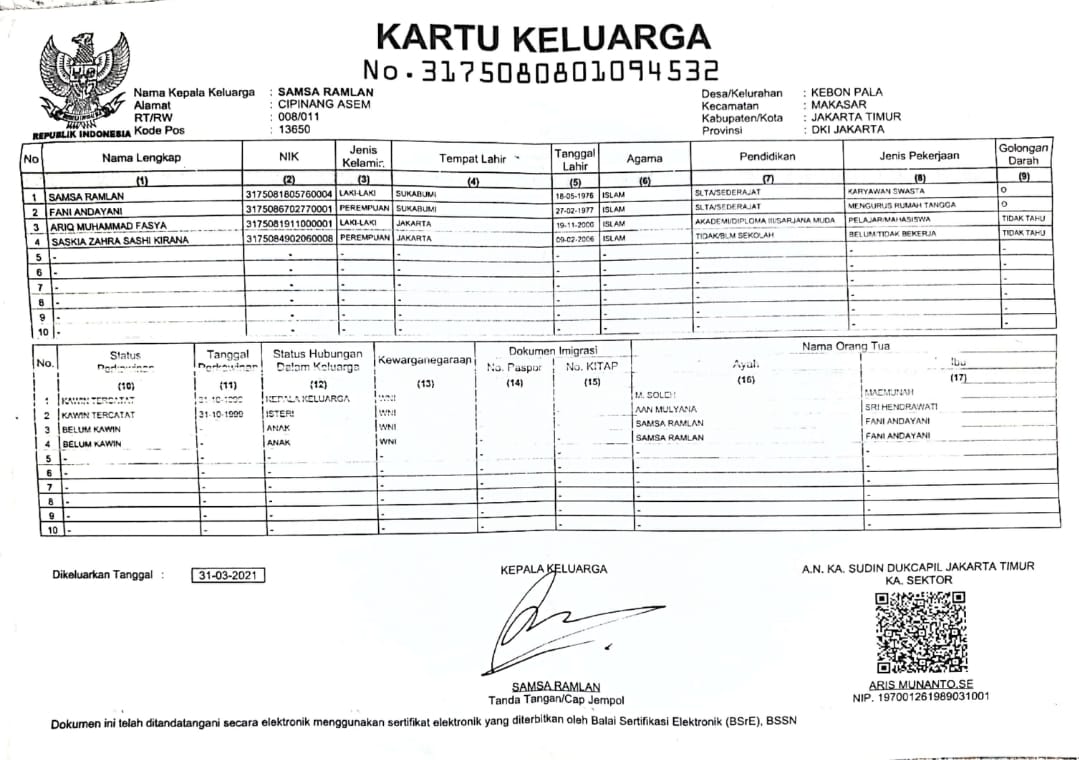 KARTU KELUARGA
No. 3175080801094532
REPUBLIK INDONESIA
Nama Kepala Keluarga : SAMSA RAMLAN
Alamat : CIPINANG ASEM
RT/RW : 008/011
Kode Pos : 13650
Desa/Kelurahan : KEBON PALA
Kecamatan : MAKASAR
Kabupaten/Kota : JAKARTA TIMUR
Provinsi : DKI JAKARTA
No Nama Lengkap NIK Jenis Kelamin Tempat Lahir Tanggal Lahir Agama Pendidikan Jenis Pekerjaan Golongan Darah
(1) (2) (3) (4) (5) (6) (7) (8) (9)
1 SAMSA RAMLAN 3175081805760004 LAKI-LAKI SUKABUMI 18-05-1976 ISLAM SLTA/SEDERAJAT KARYAWAN SWASTA O
2 FANI ANDAYANI 3175086702770001 PEREMPUAN SUKABUMI 27-02-1977 ISLAM SLTA/SEDERAJAT MENGURUS RUMAH TANGGA O
3 ARIQ MUHAMMAD FASYA 3175081911000001 LAKI-LAKI JAKARTA 19-11-2000 ISLAM AKADEMI/DIPLOMA III/SARJANA MUDA PELAJAR/MAHASISWA TIDAK TAHU
4 SASKIA ZAHRA SASHI KIRANA 3175084902060008 PEREMPUAN JAKARTA 09-02-2006 ISLAM TIDAK/BLM SEKOLAH BELUM/TIDAK BEKERJA TIDAK TAHU
5 - - - - - - - - -
6 - - - - - - - - -
7 - - - - - - - - -
8 - - - - - - - - -
9 - - - - - - - - -
10 - - - - - - - - -
No. Status Perkawinan Tanggal Perkawinan Status Hubungan Dalam Keluarga Kewarganegaraan Dokumen Imigrasi Nama Orang Tua
No. Paspor No. KITAP Ayah Ibu
(10) (11) (12) (13) (14) (15) (16) (17)
1 KAWIN TERCATAT 31-10-1999 KEPALA KELUARGA WNI M. SOLEH MAEMUNAH
2 KAWIN TERCATAT 31-10-1999 ISTERI WNI AAN MULYANA SRI HENDRAWATI
3 BELUM KAWIN - ANAK WNI SAMSA RAMLAN FANI ANDAYANI
4 BELUM KAWIN - ANAK WNI - - SAMSA RAMLAN FANI ANDAYANI
5 - - - - - - - -
6 - - - - - - - -
7 - - - - - - - -
8 - - - - - - - -
9 - - - - - - - -
10 - - - - - - - -
Dikeluarkan Tanggal : 31-03-2021
KEPALA KELUARGA
SAMSA RAMLAN
Tanda Tangan/Cap Jempol
A.N. KA. SUDIN DUKCAPIL JAKARTA TIMUR
KA. SEKTOR
ARIS MUNANTO,SE
NIP. 197001261989031001
Dokumen ini telah ditandatangani secara elektronik menggunakan sertifikat elektronik yang diterbitkan oleh Balai Sertifikasi Elektronik (BSrE), BSSN